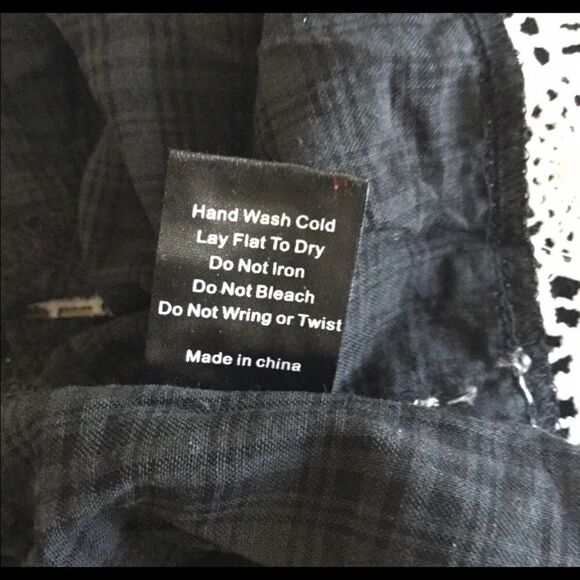 Hand Wash Cold
Lay Flat To Dry
Do Not Iron
Do Not Bleach
Do Not Wring or Twist
Made in china